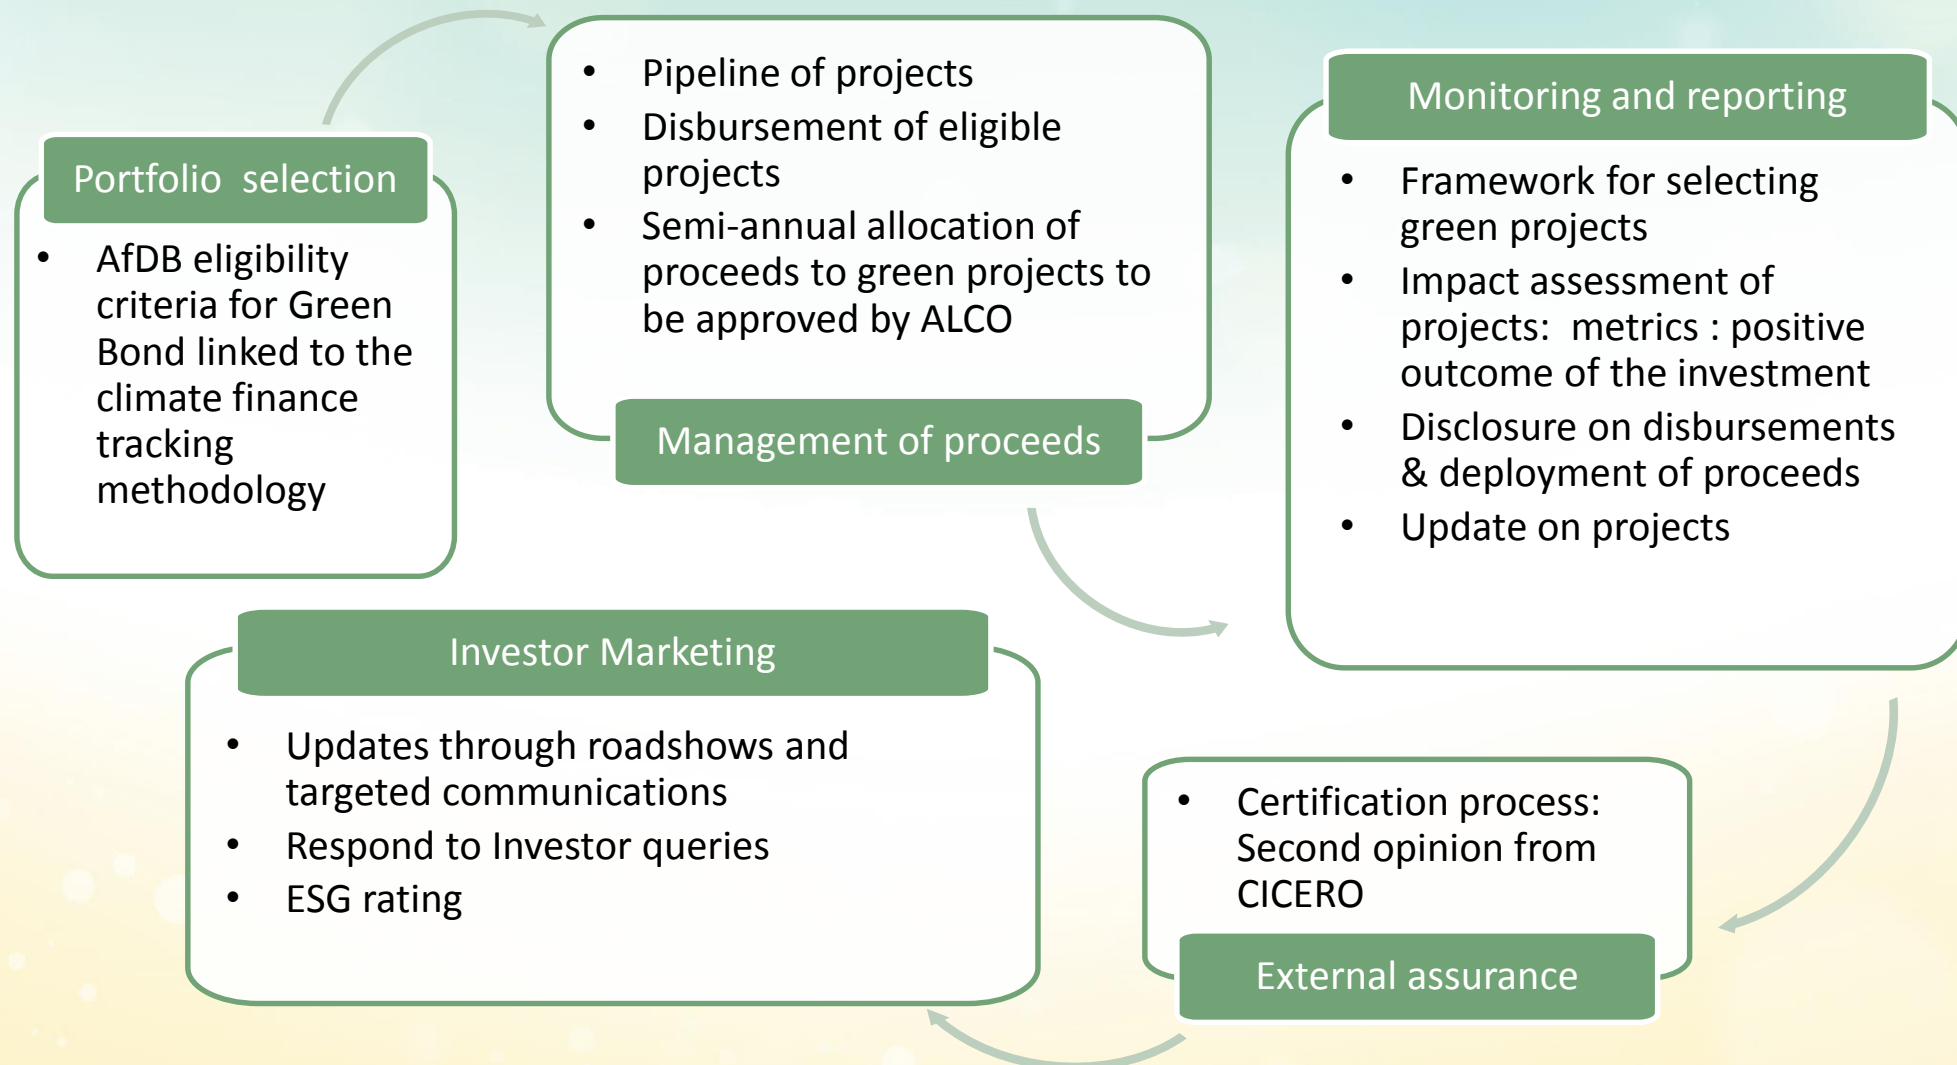 Portfolio  selection
• AfDB eligibility
criteria for Green
Bond linked to the
climate finance
tracking
methodology
• Pipeline of projects
• Disbursement of eligible
projects
• Semi-annual allocation of
proceeds to green projects to
be approved by ALCO
Management of proceeds
Monitoring and reporting
• Framework for selecting
green projects
• Impact assessment of
projects:  metrics : positive
outcome of the investment
• Disclosure on disbursements
& deployment of proceeds
• Update on projects
• Certification process:
Second opinion from
CICERO
External assurance
Investor Marketing
• Updates through roadshows and
targeted communications
• Respond to Investor queries
• ESG rating